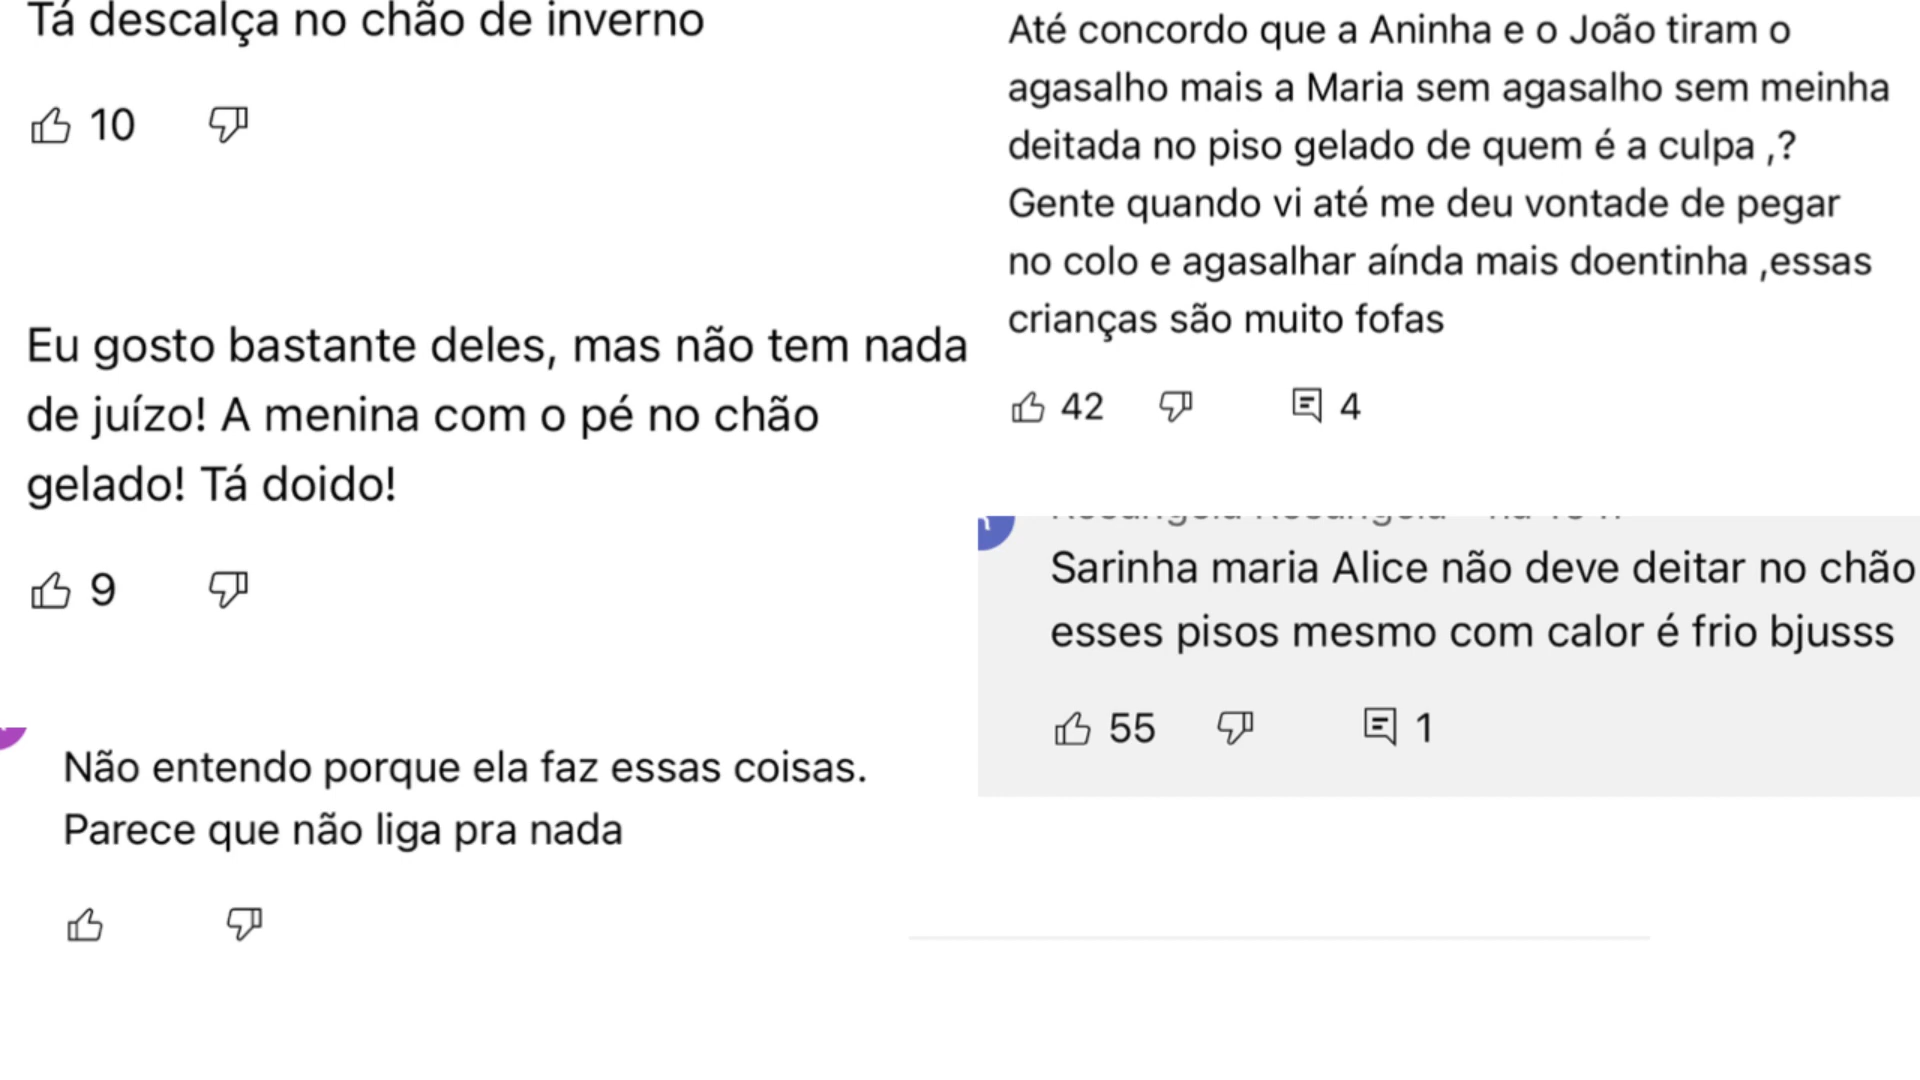 Tá descalça no chão de inverno
10
Eu gosto bastante deles, mas não tem nada
de juízo! A menina com o pé no chão
gelado! Tá doido!
9
Não entendo porque ela faz essas coisas.
Parece que não liga pra nada
Até concordo que a Aninha e o João tiram o
agasalho mais a Maria sem agasalho sem meinha
deitada no piso gelado de quem é a culpa ,?
Gente quando vi até me deu vontade de pegar
no colo e agasalhar aínda mais doentinha ,essas
crianças são muito fofas
42 4
Sarinha maria Alice não deve deitar no chão
esses pisos mesmo com calor é frio bjusss
55 1